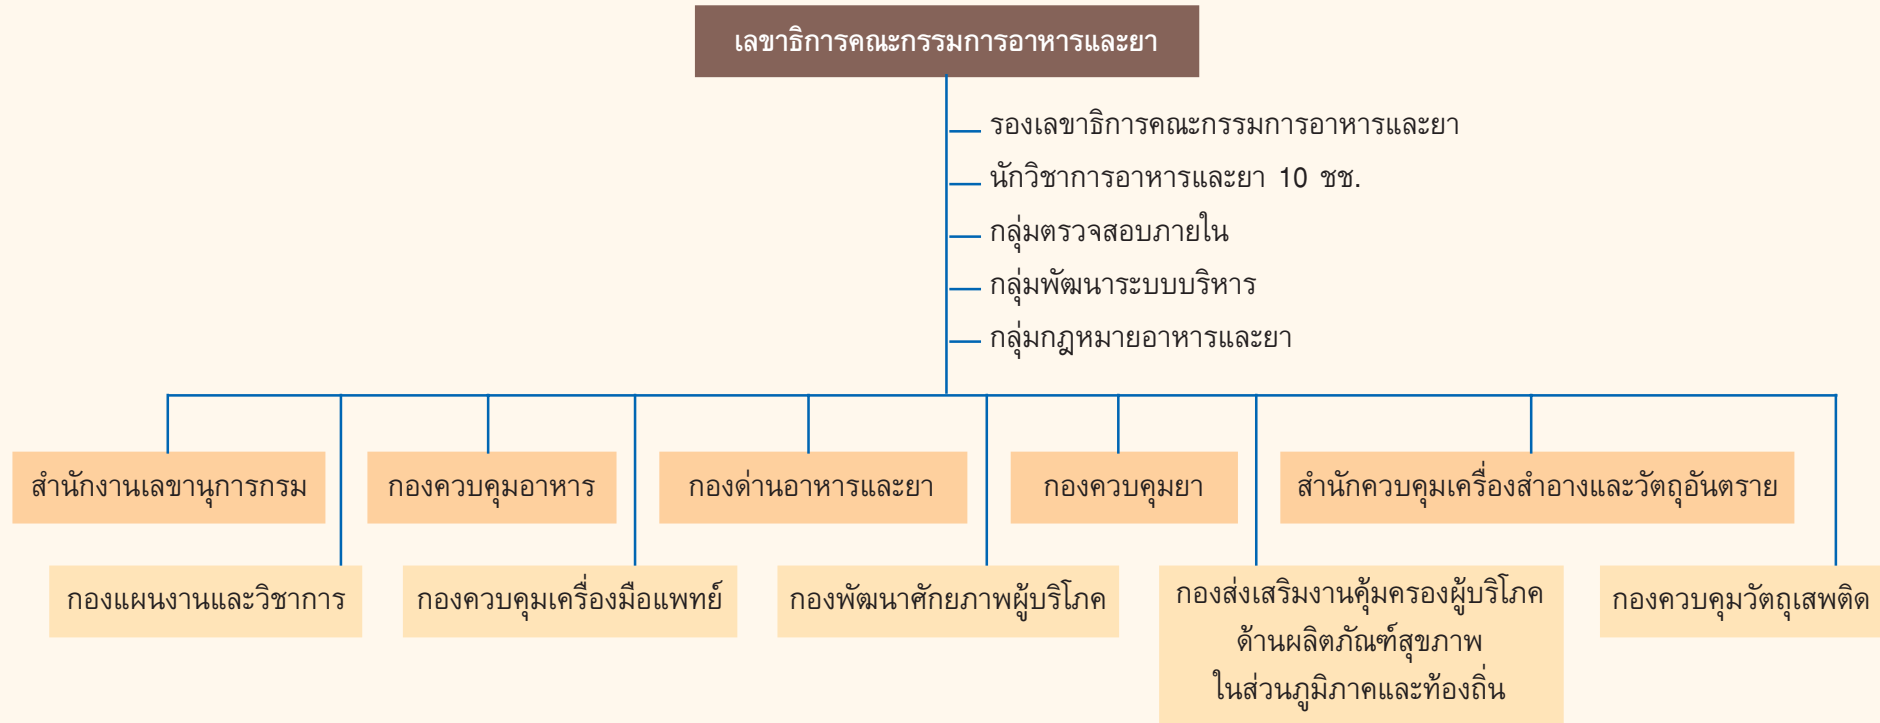 เลขาธิการคณะกรรมการอาหารและยา
รองเลขาธิการคณะกรรมการอาหารและยา
นักวิชาการอาหารและยา 10 ชช.
กลุ่มตรวจสอบภายใน
กลุ่มพัฒนาระบบบริหาร
กลุ่มกฎหมายอาหารและยา
สำนักงานเลขานุการกรม
กองควบคุมอาหาร
กองด่านอาหารและยา
กองควบคุมยา
สำนักควบคุมเครื่องสำอางและวัตถุอันตราย
กองแผนงานและวิชาการ
กองควบคุมเครื่องมือแพทย์
กองพัฒนาศักยภาพผู้บริโภค
กองส่งเสริมงานคุ้มครองผู้บริโภค
ด้านผลิตภัณฑ์สุขภาพ
ในส่วนภูมิภาคและท้องถิ่น
กองควบคุมวัตถุเสพติด